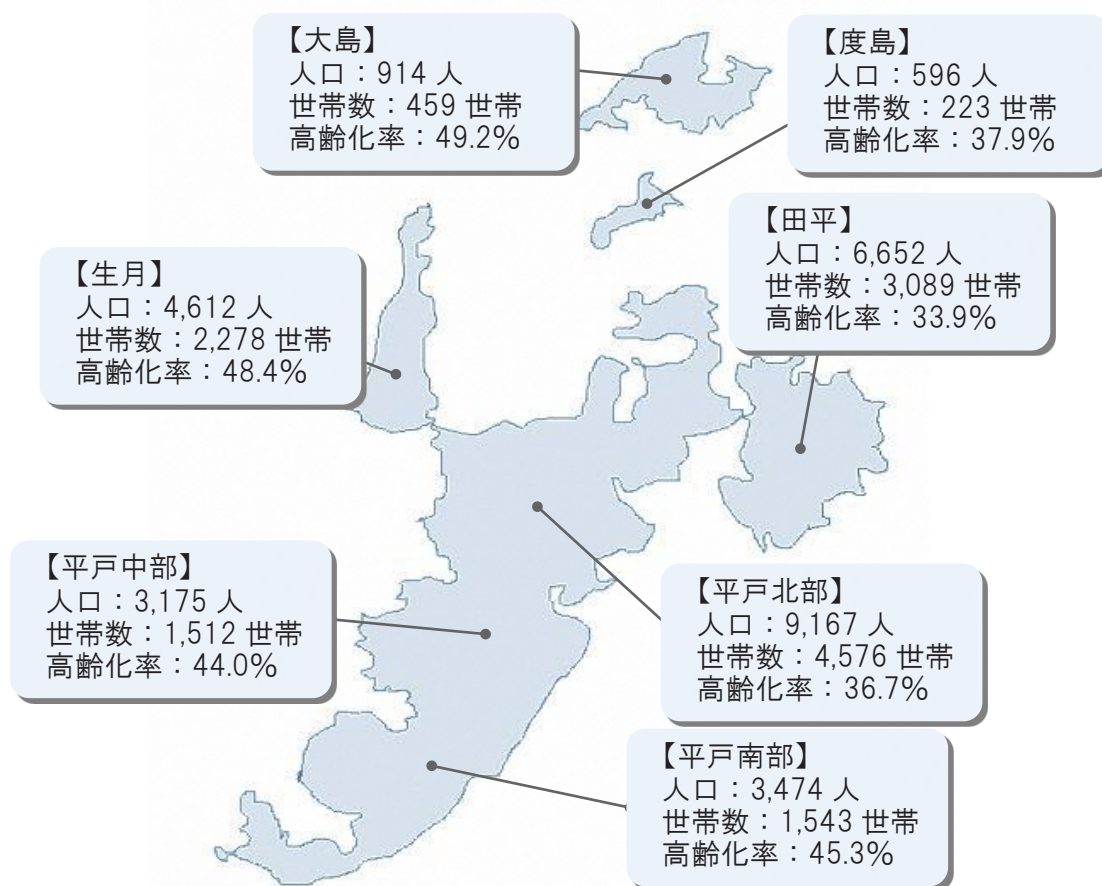 【大島】
人口：914 人
世帯数：459 世帯
高齢化率：49.2%
【度島】
人口：596 人
世帯数：223 世帯
高齢化率：37.9%
【田平】
人口：6,652 人
世帯数：3,089 世帯
高齢化率：33.9%
【生月】
人口：4,612 人
世帯数：2,278 世帯
高齢化率：48.4%
【平戸中部】
人口：3,175 人
世帯数：1,512 世帯
高齢化率：44.0%
【平戸北部】
人口：9,167 人
世帯数：4,576 世帯
高齢化率：36.7%
【平戸南部】
人口：3,474 人
世帯数：1,543 世帯
高齢化率：45.3%